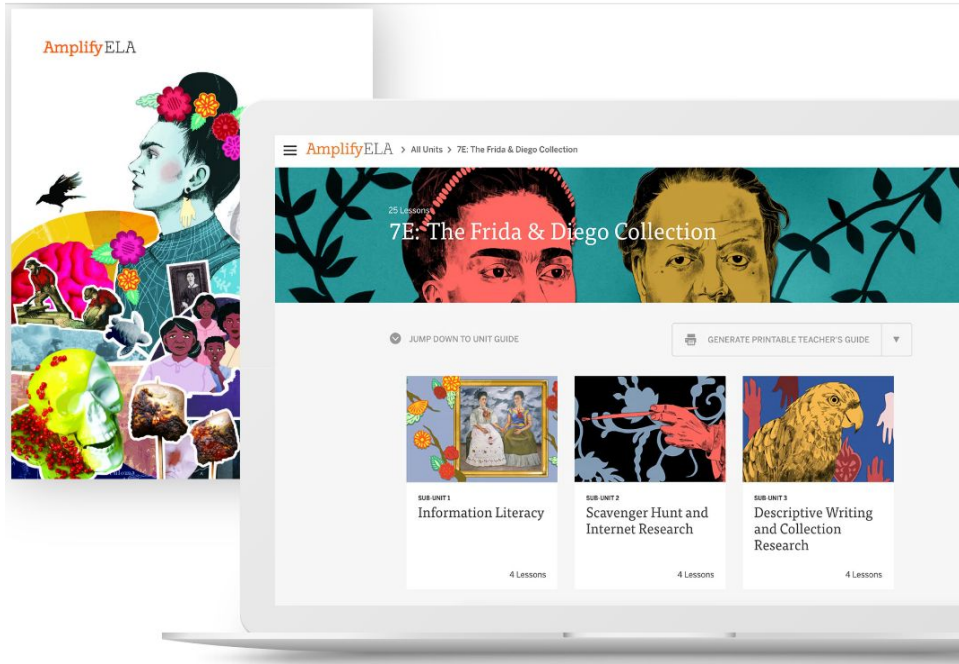 Amplify ELA
AmplifyELA > All Units > 7E: The Frida & Diego Collection
25 Lessons
7E: The Frida & Diego Collection
JUMP DOWN TO UNIT GUIDE
GENERATE PRINTABLE TEACHER'S GUIDE
SUB-UNIT 1
Information Literacy
4 Lessons
SUB-UNIT 2
Scavenger Hunt and
Internet Research
4 Lessons
SUB-UNIT 3
Descriptive Writing
and Collection
Research
4 Lessons